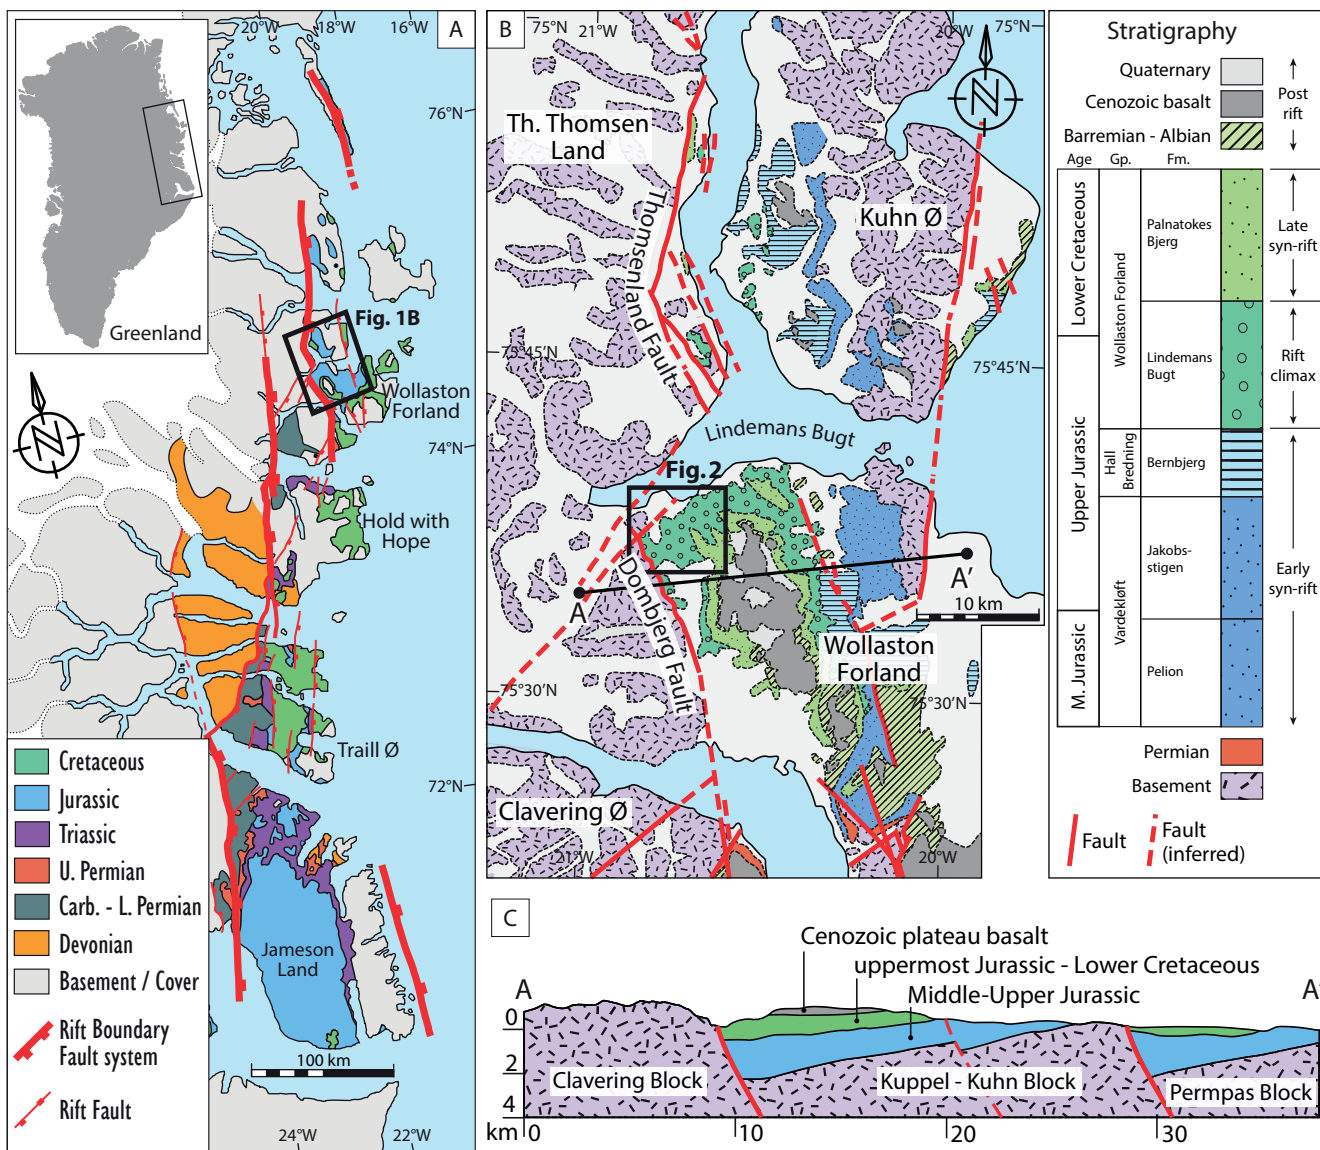 A
20°W
18°W
16°W
76°N
Greenland
Fig. 1B
Wollaston
Forland
74°N
Hold with
Hope
Traill Ø
72°N
Jameson
Land
100 km
24°W
22°W
Cretaceous
Jurassic
Triassic
U. Permian
Carb. - L. Permian
Devonian
Basement / Cover
Rift Boundary
Fault system
Rift Fault
B
75°N
21°W
20°W
75°N
Th. Thomsen
Land
Thomsenland Fault
Kuhn Ø
75°45'N
75°45'N
Lindemans Bugt
Fig.2
A
A'
10 km
Dombjerg Fault
Wollaston
Forland
75°30'N
75°30'N
Clavering Ø
21°W
20°W
N
N
Stratigraphy
Quaternary
Cenozoic basalt
Barremian - Albian
Post
rift
Age
Gp.
Fm.
Lower Cretaceous
Upper Jurassic
M. Jurassic
Wollaston Forland
Hall
Bredning
Vardekløft
Palnatokes
Bjerg
Lindemans
Bugt
Bernbjerg
Jakobs-
stigen
Pelion
Late
syn-rift
Rift
climax
Early
syn-rift
Permian
Basement
Fault
Fault
(inferred)
C
Cenozoic plateau basalt
uppermost Jurassic - Lower Cretaceous
Middle-Upper Jurassic
A
A'
0
2
4
km
Clavering Block
Kuppel - Kuhn Block
Permpas Block
0
10
20
30